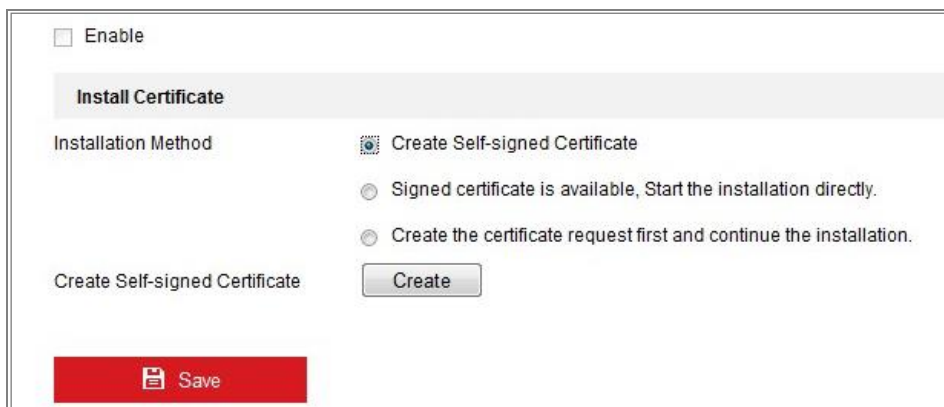 Enable
Install Certificate
Installation Method
Create Self-signed Certificate
Signed certificate is available, Start the installation directly.
Create the certificate request first and continue the installation.
Create Self-signed Certificate
Create
Save